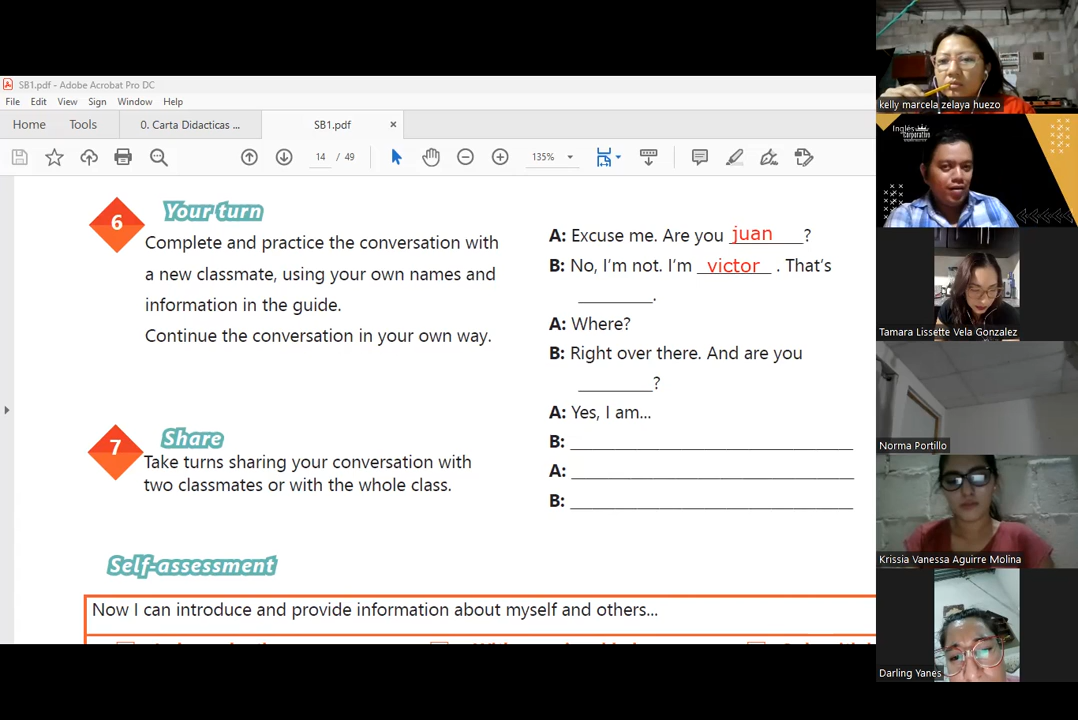 SB1.pdf - Adobe Acrobat Pro DC
File Edit View Sign Window Help
Home Tools 0. Carta Didacticas ... SB1.pdf ×
14 / 49 135%
6 Your turn
Complete and practice the conversation with
a new classmate, using your own names and
information in the guide.
Continue the conversation in your own way.
7 Share
Take turns sharing your conversation with
two classmates or with the whole class.
A: Excuse me. Are you juan ?
B: No, I'm not. I'm victor . That's
________.
A: Where?
B: Right over there. And are you
________?
A: Yes, I am...
B:
A:
B:
Self-assessment
Now I can introduce and provide information about myself and others...
kelly marcela zelaya huezo
Inglés
Corporativo
Tamara Lissette Vela Gonzalez
Norma Portillo
Krissia Vanessa Aguirre Molina
Darling Yanes